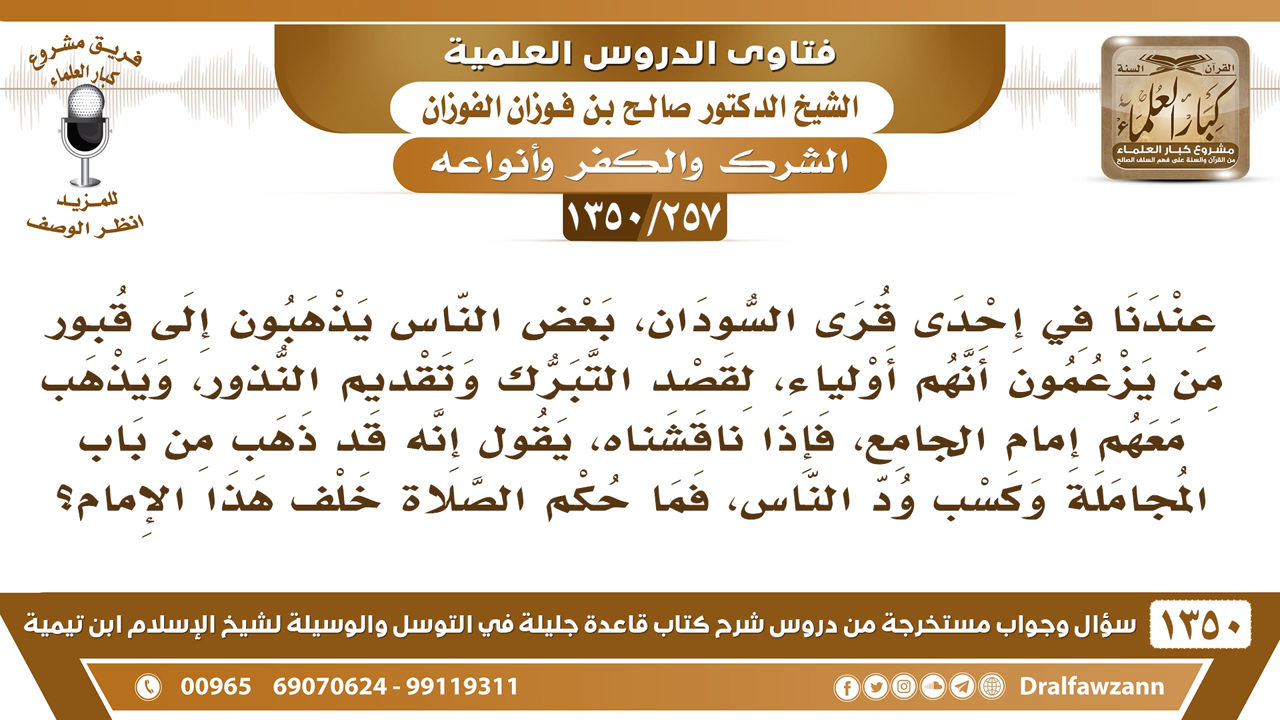 فتاوى الدروس العلمية
الشيخ الدكتور صالح بن فوزان الفوزان
الشرك والكفر وأنواعه
١٣٥٠/٢٥٧
فريق مشروع
كبار العلماء
للمزيد
انظر الوصف
القرآن السنة
كِبَارُ العُلَمَاء
مشروع كبار العلماء
من القرآن والسنة على فهم السلف الصالح
عِنْدَنَا فِي إِحْدَى قُرَى السُّودَان، بَعْض النَّاس يَذْهَبُون إِلَى قُبور
مِن يَزْعُمُون أَنَّهُم أَوْلياء، لِقَصْد التَّبَرُّك وَتَقْديم النُّذور، وَيَذْهَب
مَعَهُم إمام الجامع، فَإِذَا نَاقَشْناه، يَقُول إِنَّه قَد ذَهَب مِن بَاب
المُجامَلَة وَكَسْب وُدّ النَّاس، فَمَا حُكْم الصَّلَاة خَلْف هَذَا الإِمام؟
١٣٥٠ سؤال وجواب مستخرجة من دروس شرح كتاب قاعدة جليلة في التوسل والوسيلة لشيخ الإسلام ابن تيمية
00965 69070624 - 99119311
Dralfawzann